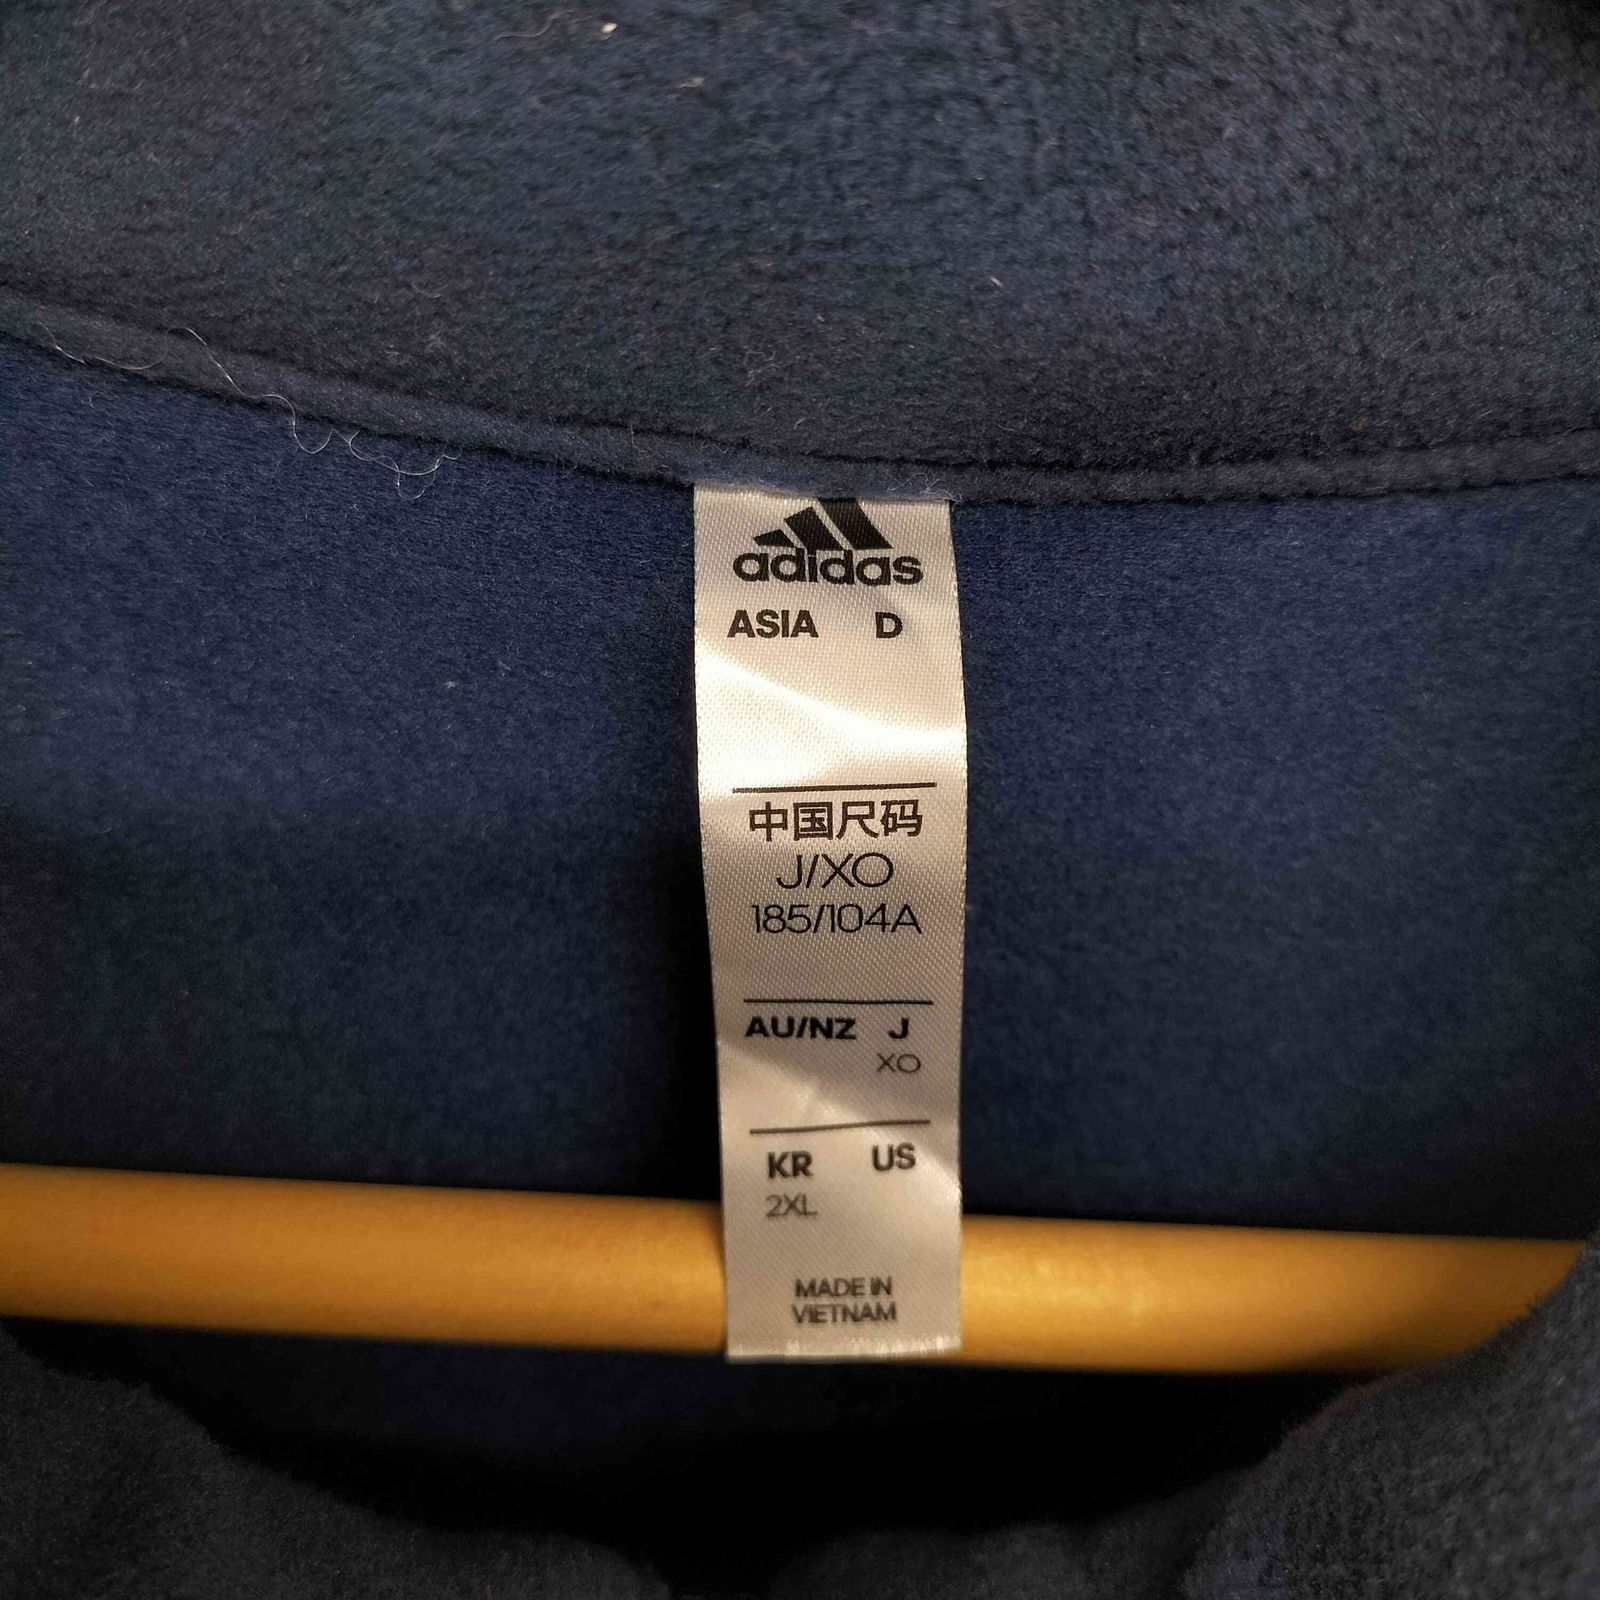 adidas
ASIA D
中国尺码
J/XO
185/104A
AU/NZ J
XO
KR US
2XL
MADE IN
VIETNAM